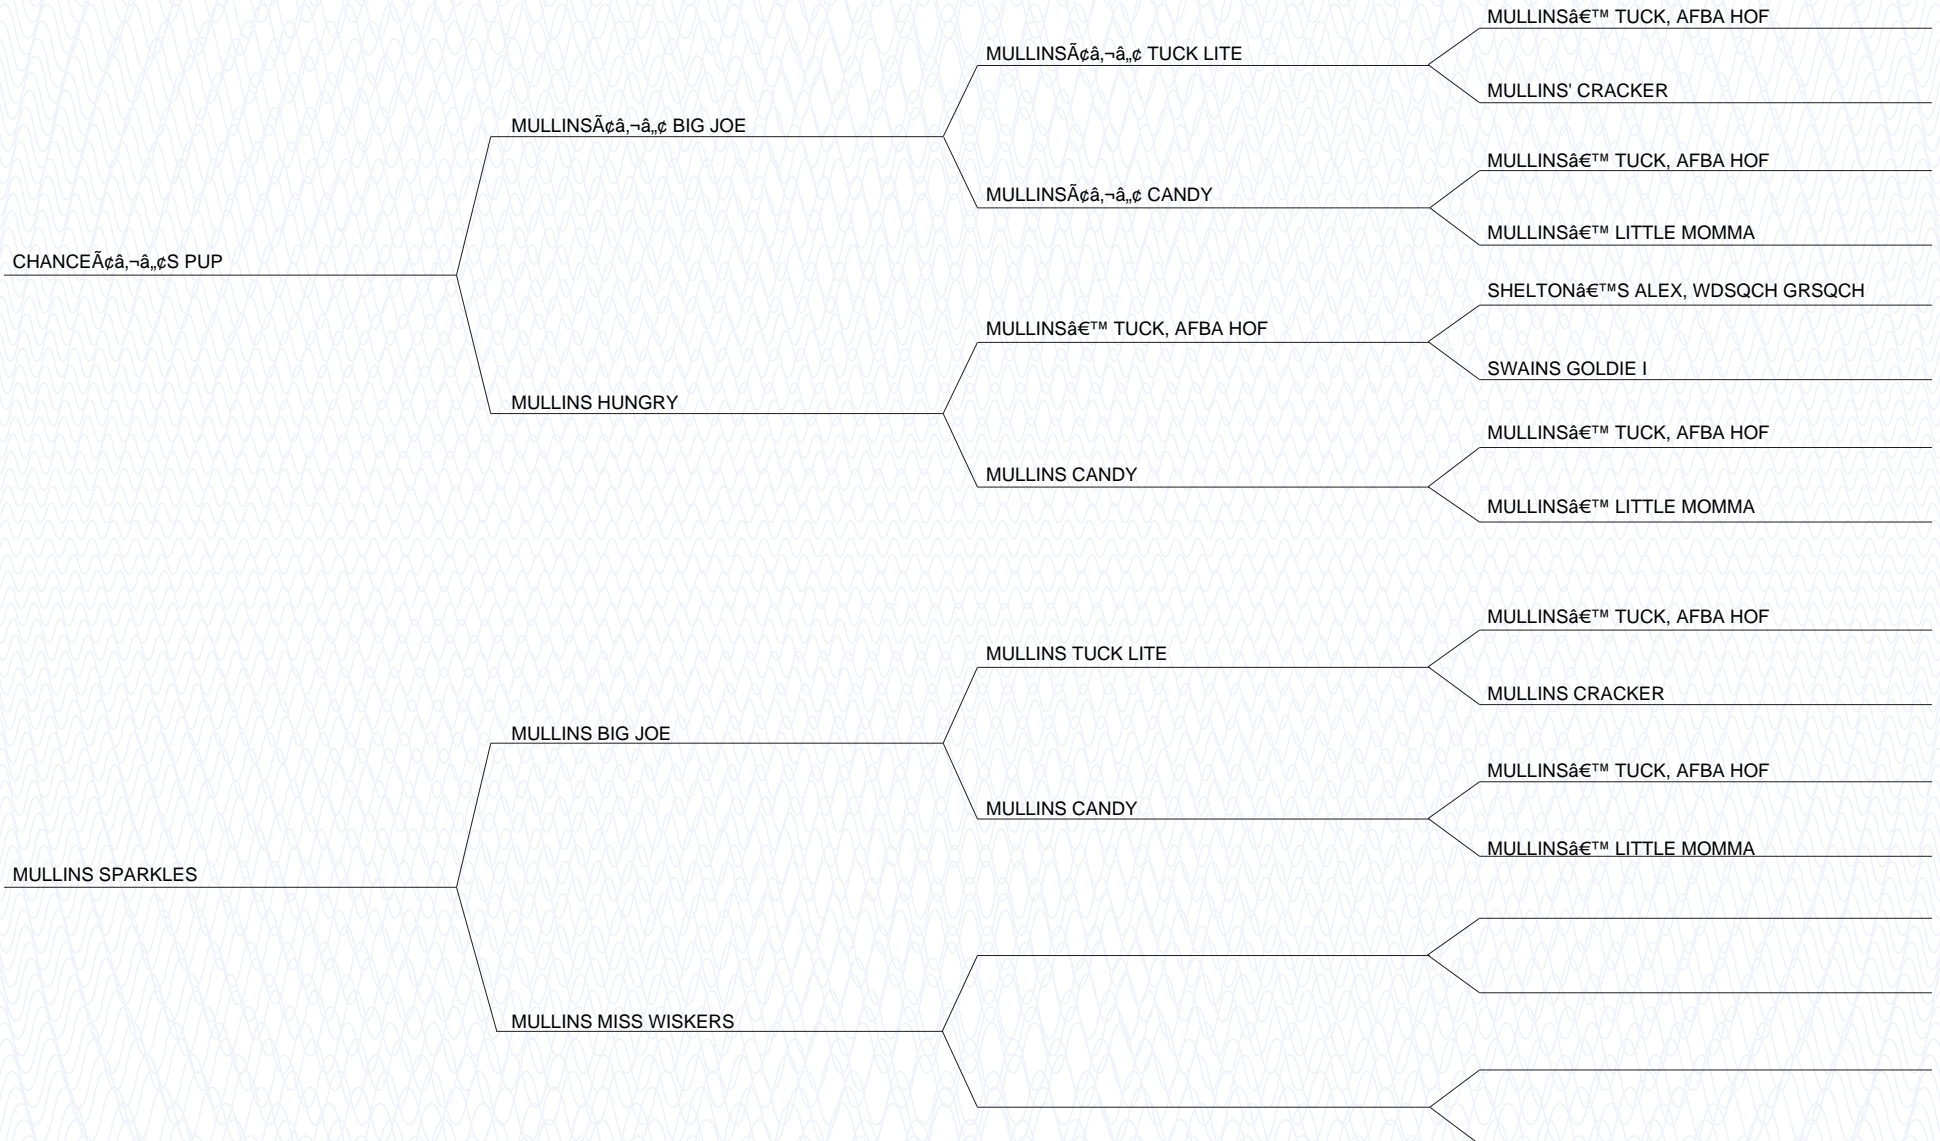 MULLINSâ€™ TUCK, AFBA HOF
MULLINSÃ¢â‚¬â„¢ TUCK LITE
MULLINS' CRACKER
MULLINSÃ¢â‚¬â„¢ BIG JOE
MULLINSâ€™ TUCK, AFBA HOF
MULLINSÃ¢â‚¬â„¢ CANDY
MULLINSâ€™ LITTLE MOMMA
CHANCEÃ¢â‚¬â„¢S PUP
SHELTONâ€™S ALEX, WDSQCH GRSQCH
MULLINSâ€™ TUCK, AFBA HOF
SWAINS GOLDIE I
MULLINS HUNGRY
MULLINSâ€™ TUCK, AFBA HOF
MULLINS CANDY
MULLINSâ€™ LITTLE MOMMA
MULLINSâ€™ TUCK, AFBA HOF
MULLINS TUCK LITE
MULLINS CRACKER
MULLINS BIG JOE
MULLINSâ€™ TUCK, AFBA HOF
MULLINS CANDY
MULLINSâ€™ LITTLE MOMMA
MULLINS SPARKLES
MULLINS MISS WISKERS